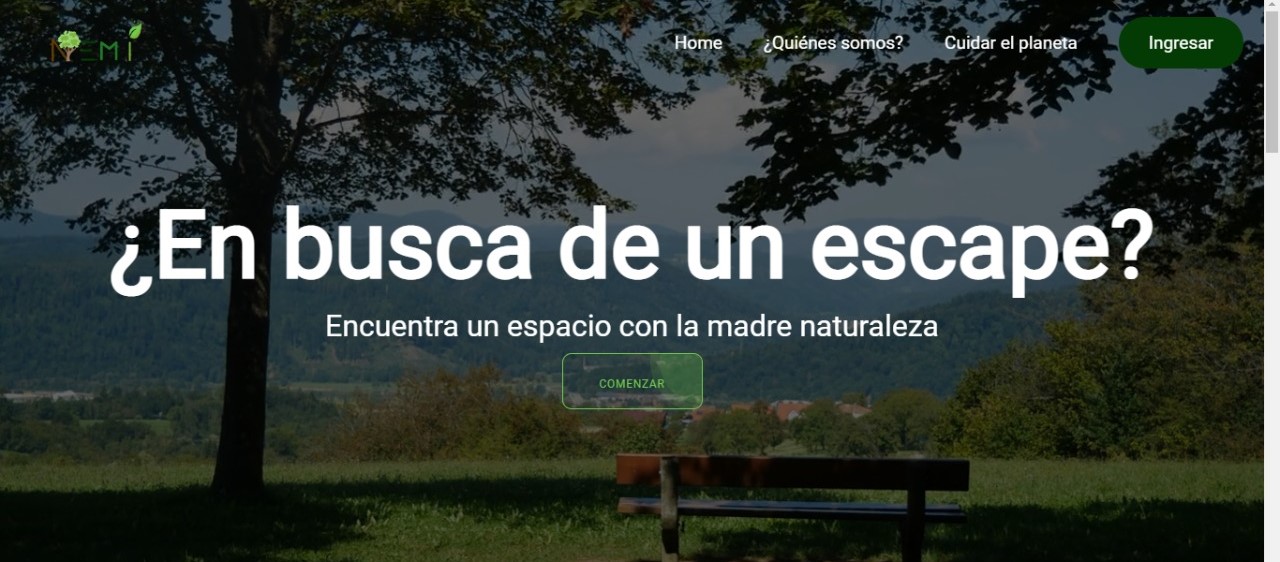 NEMI
Home
¿Quiénes somos?
Cuidar el planeta
Ingresar
¿En busca de un escape?
Encuentra un espacio con la madre naturaleza
COMENZAR